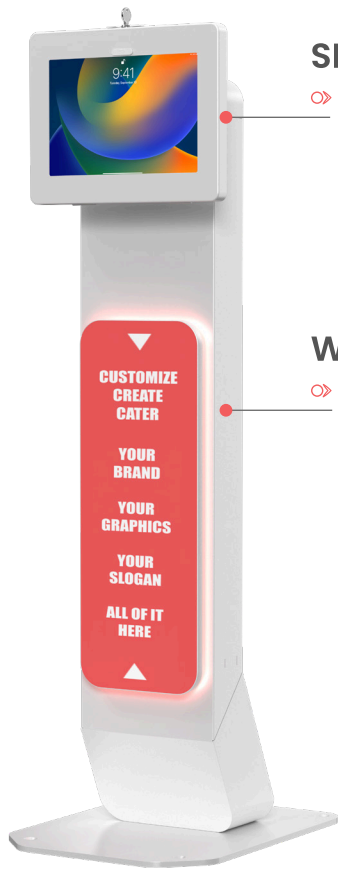 9:41
CUSTOMIZE
CREATE
CATER
YOUR
BRAND
YOUR
GRAPHICS
YOUR
SLOGAN
ALL OF IT
HERE